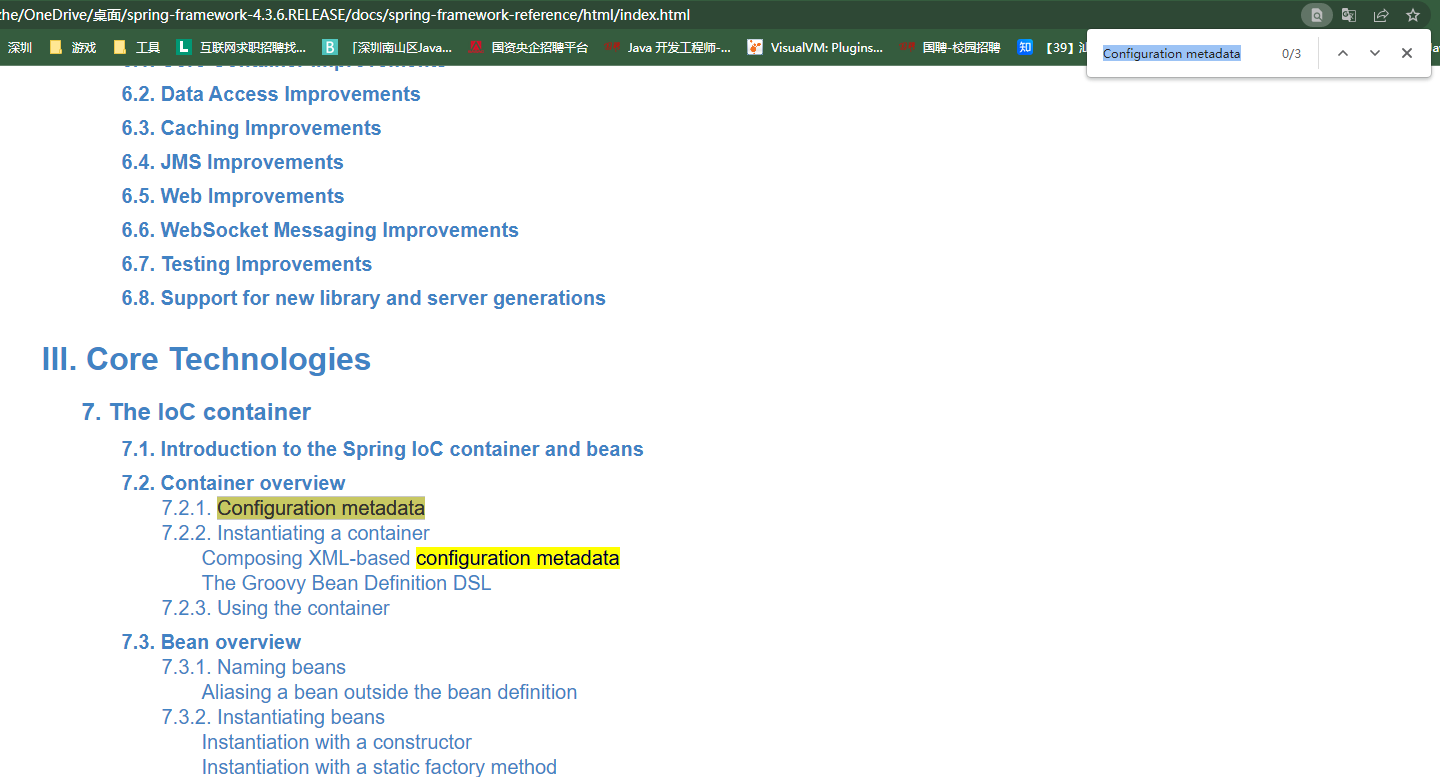 zhe/OneDrive/桌面/spring-framework-4.3.6.RELEASE/docs/spring-framework-reference/html/index.html
深圳 游戏 工具 L 互联网求职招聘找... B 「深圳南山区Java... 国资央企招聘平台 Java 开发工程师-... VisualVM: Plugins... 国聘-校园招聘 知 【39】
Configuration metadata 0/3
6.2. Data Access Improvements
6.3. Caching Improvements
6.4. JMS Improvements
6.5. Web Improvements
6.6. WebSocket Messaging Improvements
6.7. Testing Improvements
6.8. Support for new library and server generations
III. Core Technologies
7. The IoC container
7.1. Introduction to the Spring IoC container and beans
7.2. Container overview
7.2.1. Configuration metadata
7.2.2. Instantiating a container
Composing XML-based configuration metadata
The Groovy Bean Definition DSL
7.2.3. Using the container
7.3. Bean overview
7.3.1. Naming beans
Aliasing a bean outside the bean definition
7.3.2. Instantiating beans
Instantiation with a constructor
Instantiation with a static factory method